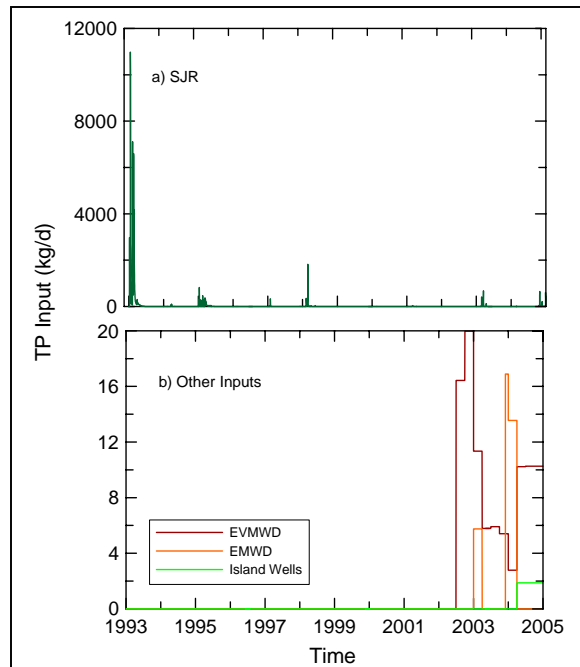 12000
a) SJR
8000
4000
0
TP Input (kg/d)
20
b) Other Inputs
16
12
8
4
0
EVMWD
EMWD
Island Wells
1993 1995 1997 1999 2001 2003 2005
Time